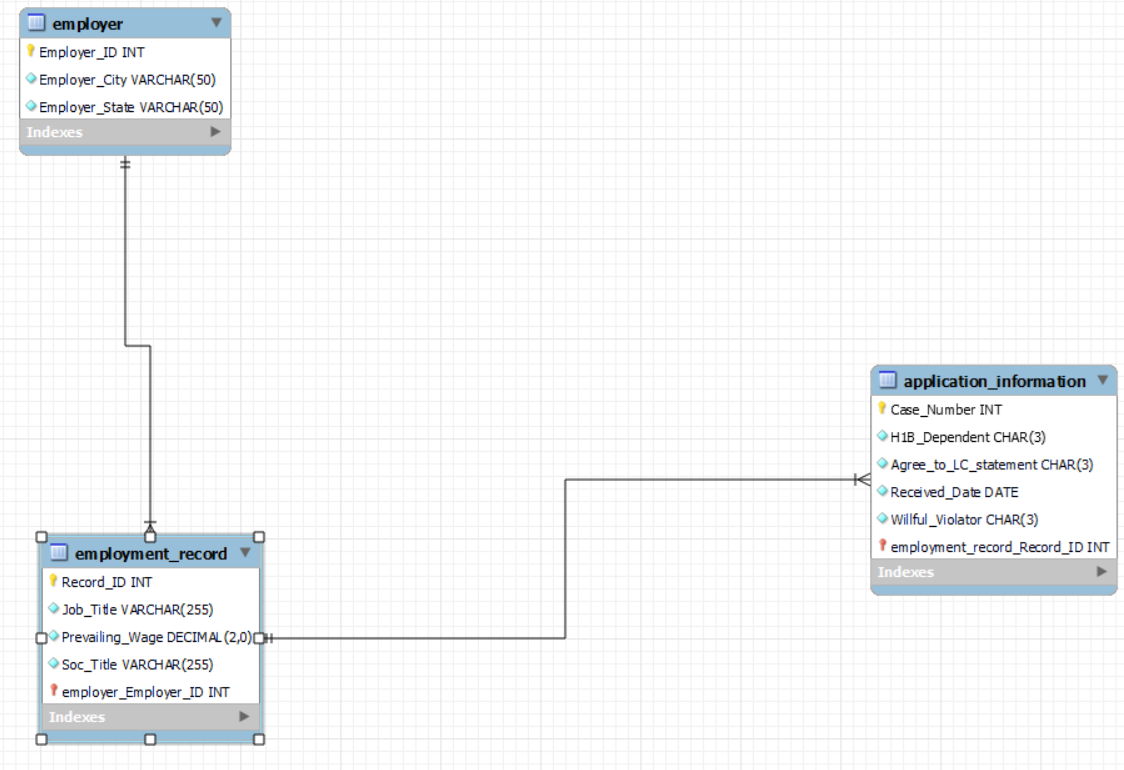 employer
Employer_ID INT
Employer_City VARCHAR(50)
Employer_State VARCHAR(50)
Indexes
application_information
Case_Number INT
H1B_Dependent CHAR(3)
Agree_to_LC_statement CHAR(3)
Received_Date DATE
Willful_Violator CHAR(3)
employment_record_Record_ID INT
Indexes
employment_record
Record_ID INT
Job_Title VARCHAR(255)
Prevailing_Wage DECIMAL(2,0)
Soc_Title VARCHAR(255)
employer_Employer_ID INT
Indexes